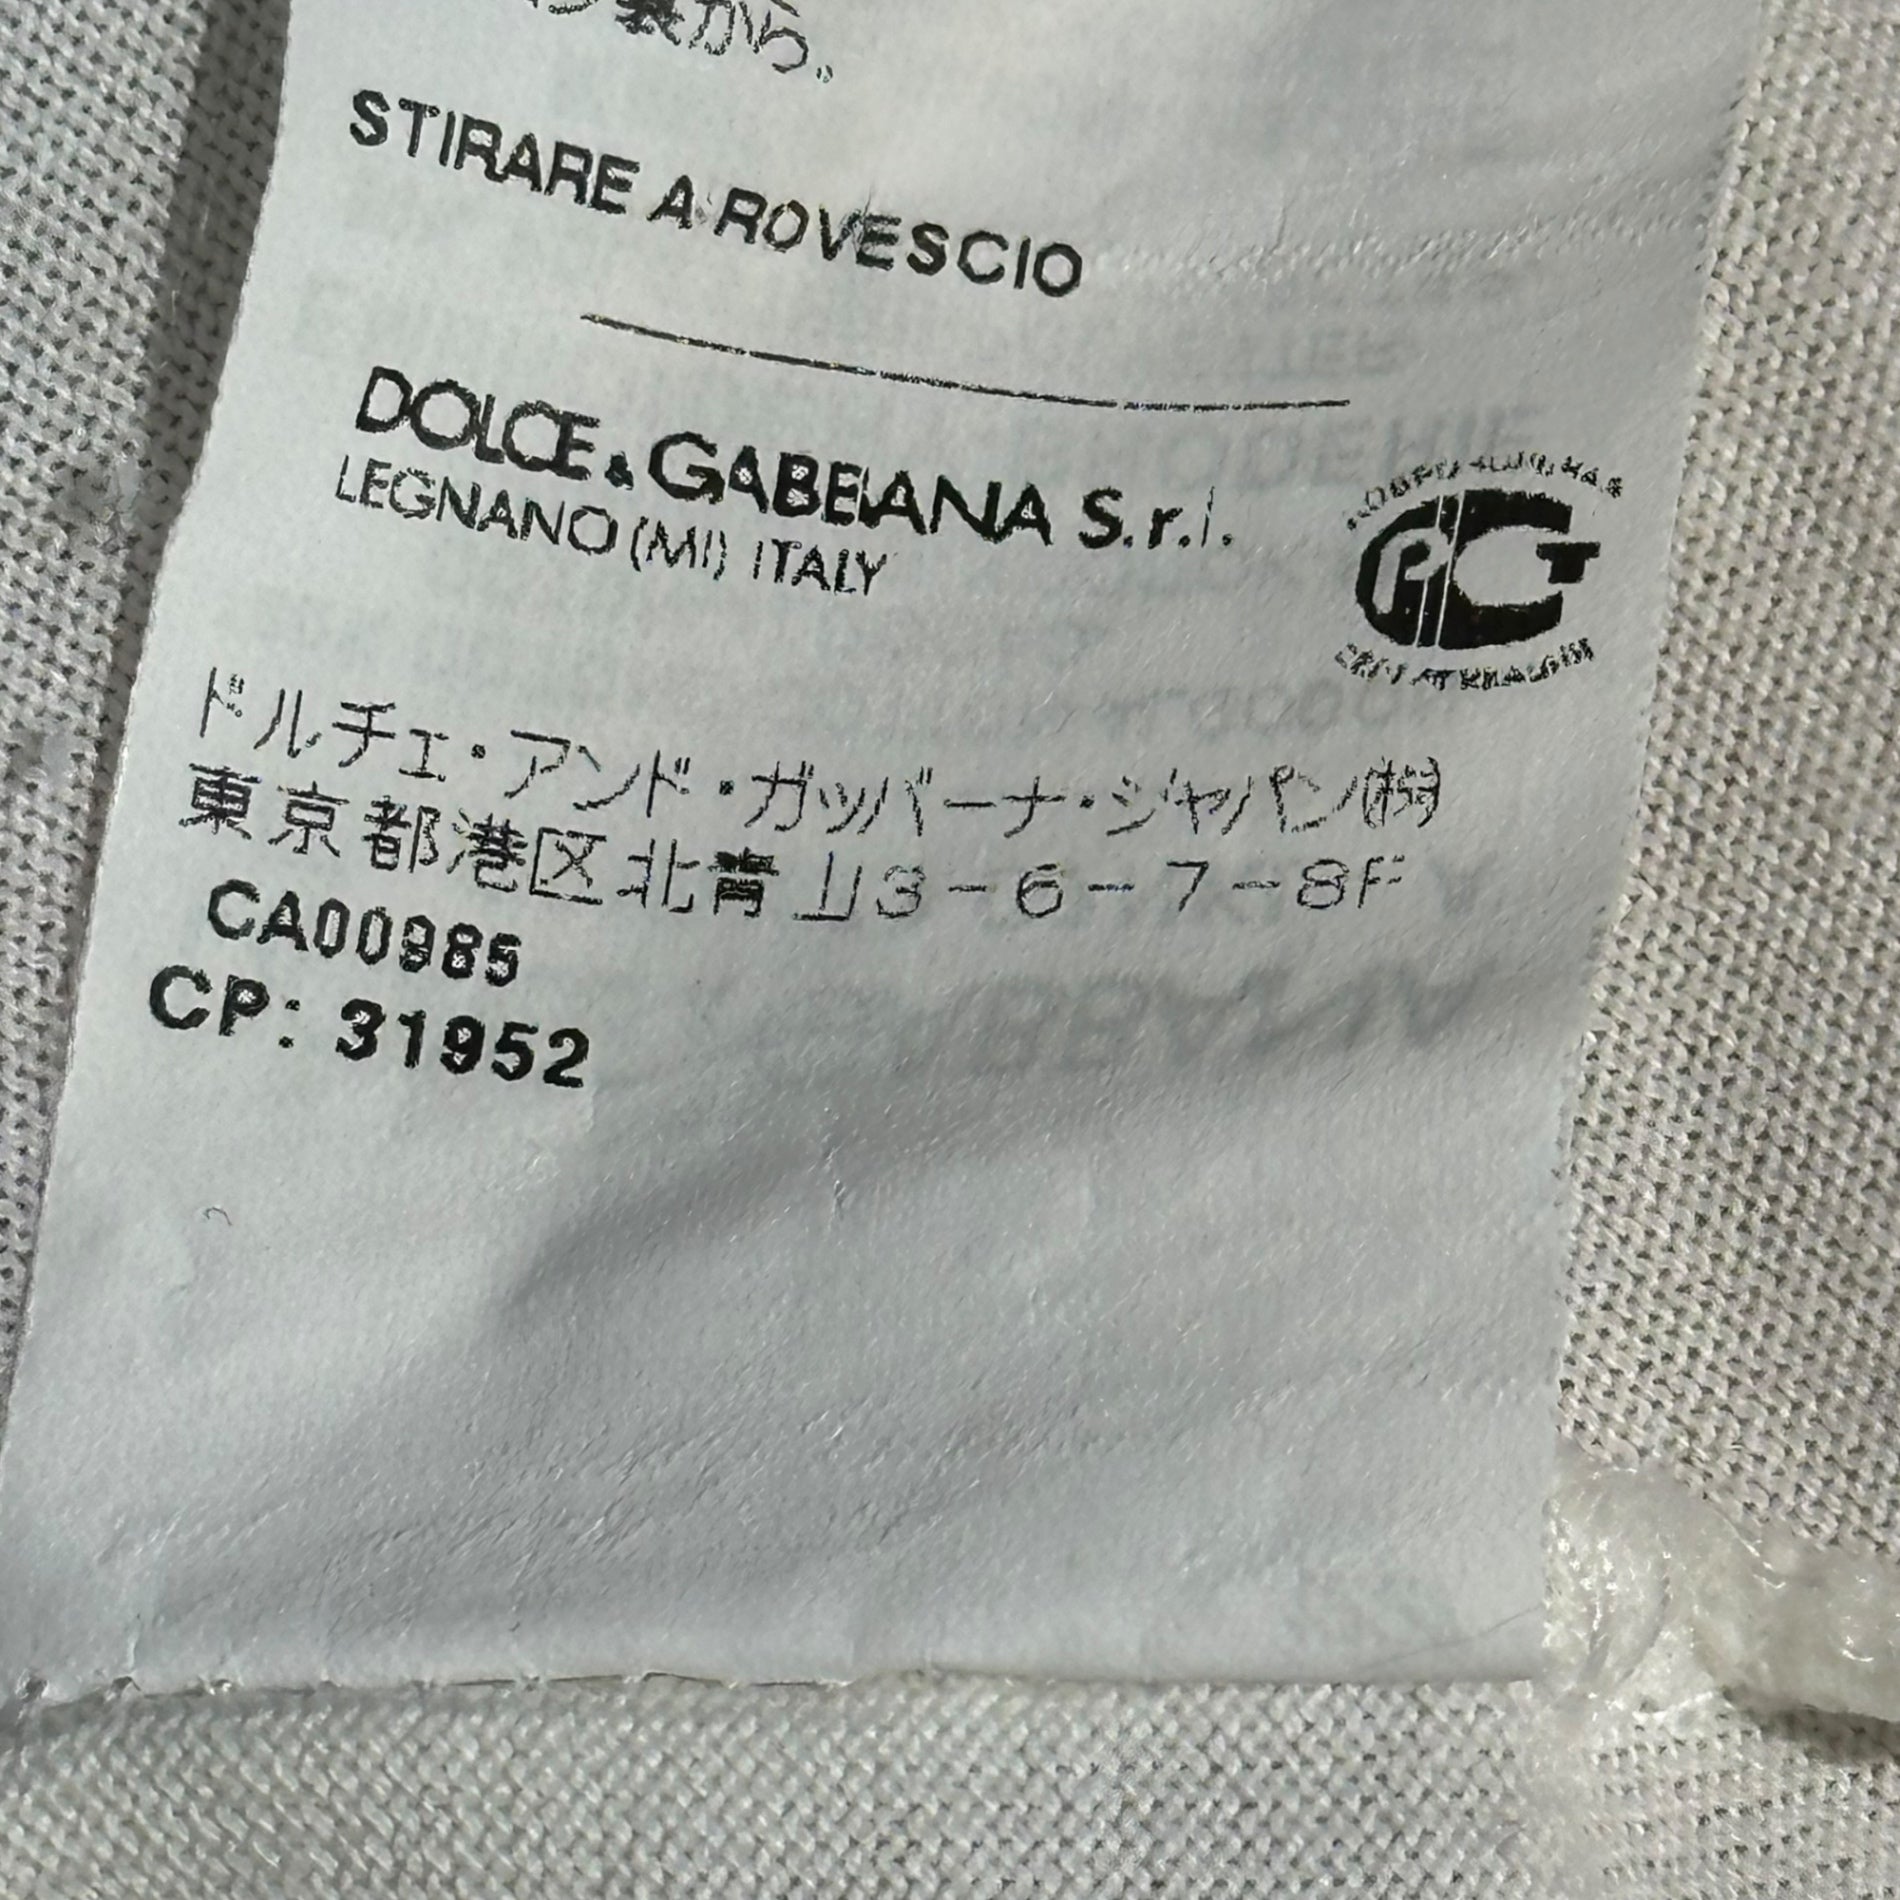 から。
STIRARE A ROVESCIO
DOLCE & GABBANA S.r.l.
LEGNANO (MI) ITALY
ドルチェ・アンド・ガッバーナ・ジャパン(株)
東京都港区北青山3-6-7-8F
CA00985
CP: 31952